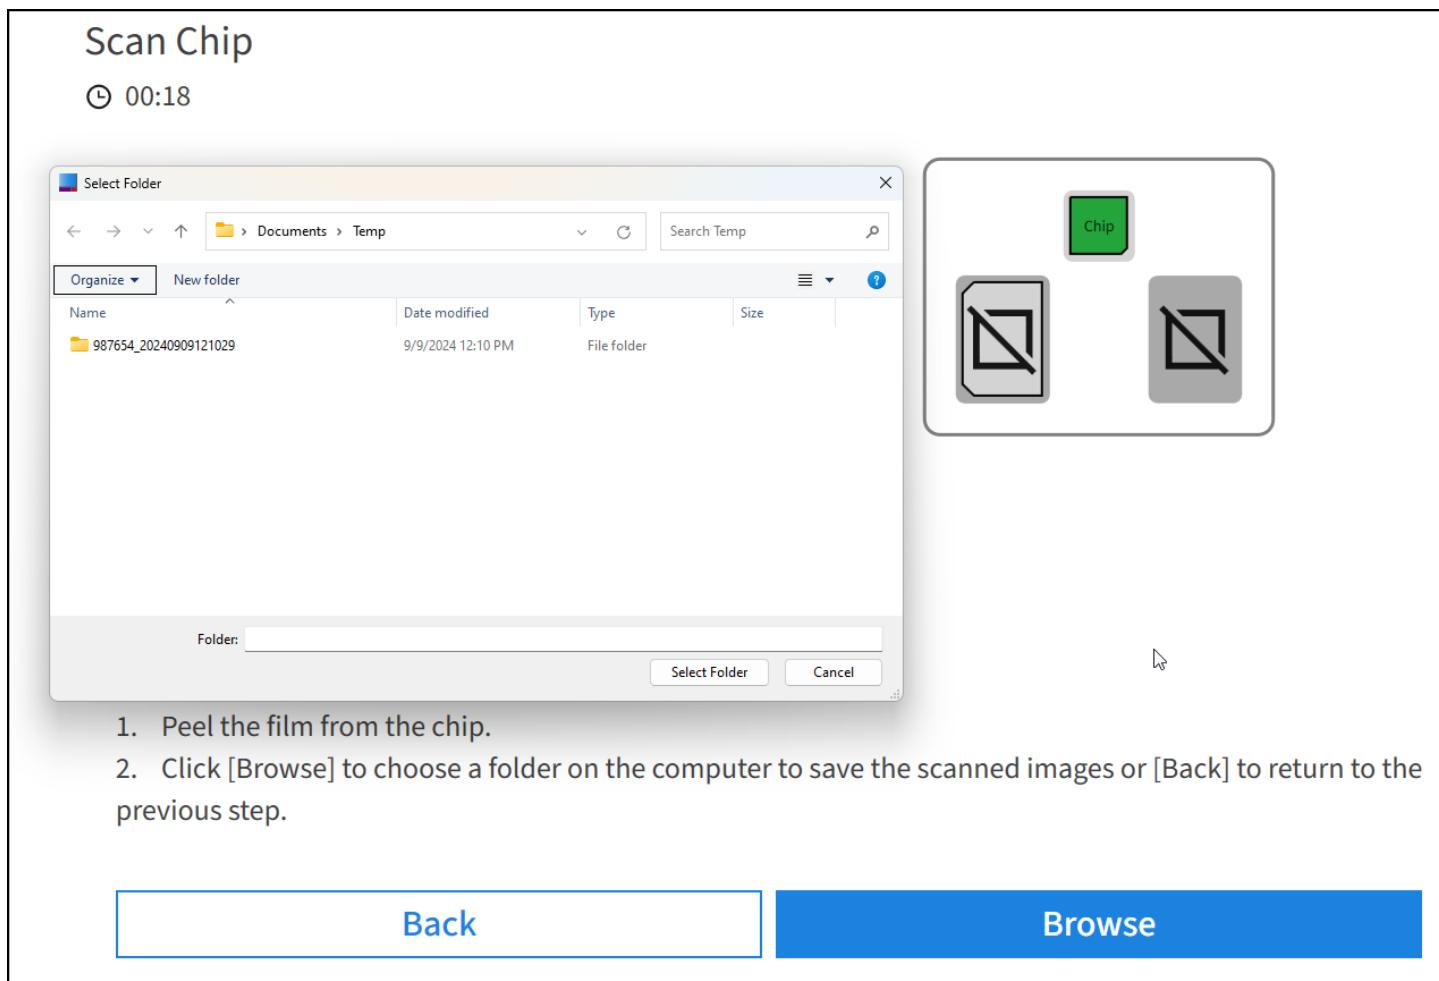 Scan Chip
00:18
Select Folder
Documents > Temp
Search Temp
Organize
New folder
Name
Date modified
Type
Size
987654_20240909121029
9/9/2024 12:10 PM
File folder
Chip
Folder:
Select Folder
Cancel
1. Peel the film from the chip.
2. Click [Browse] to choose a folder on the computer to save the scanned images or [Back] to return to the
previous step.
Back
Browse